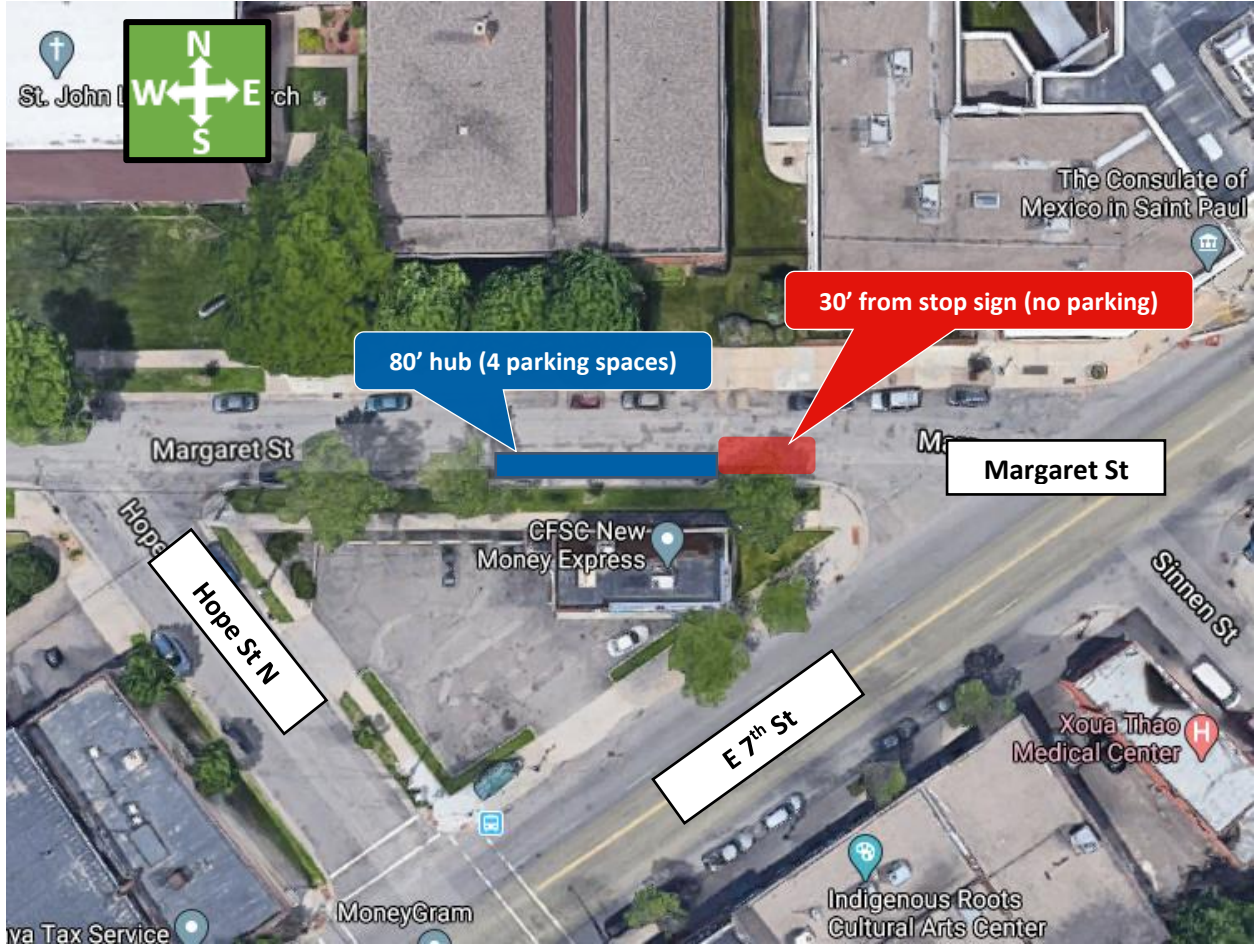 N
W E
S
St. John
The Consulate of
Mexico in Saint Paul
30’ from stop sign (no parking)
80’ hub (4 parking spaces)
Margaret St
Margaret St
CFSC New
Money Express
Hope
Hope St N
Sinnen St
E 7th St
Xoua Thao
Medical Center
H
Indigenous Roots
Cultural Arts Center
MoneyGram
Tax Service